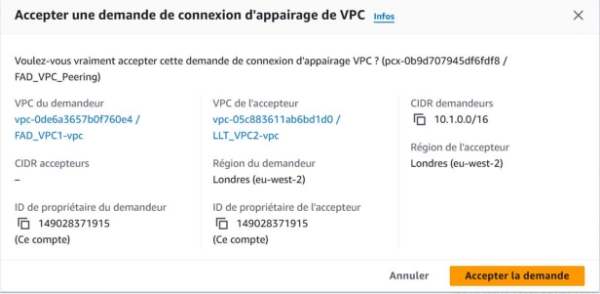 Accepter une demande de connexion d'appairage de VPC Infos
Voulez-vous vraiment accepter cette demande de connexion d'appairage VPC ? (pcx-0b9d707945df6fdf8 /
FAD_VPC_Peering)
VPC du demandeur
vpc-0de6a3657b0f760e4 /
FAD_VPC1-vpc
VPC de l'accepteur
vpc-05c883611ab6bd1d0 /
LLT_VPC2-vpc
CIDR demandeurs
10.1.0.0/16
CIDR accepteurs
–
Région du demandeur
Londres (eu-west-2)
Région de l'accepteur
Londres (eu-west-2)
ID de propriétaire du demandeur
149028371915
(Ce compte)
ID de propriétaire de l'accepteur
149028371915
(Ce compte)
Annuler
Accepter la demande